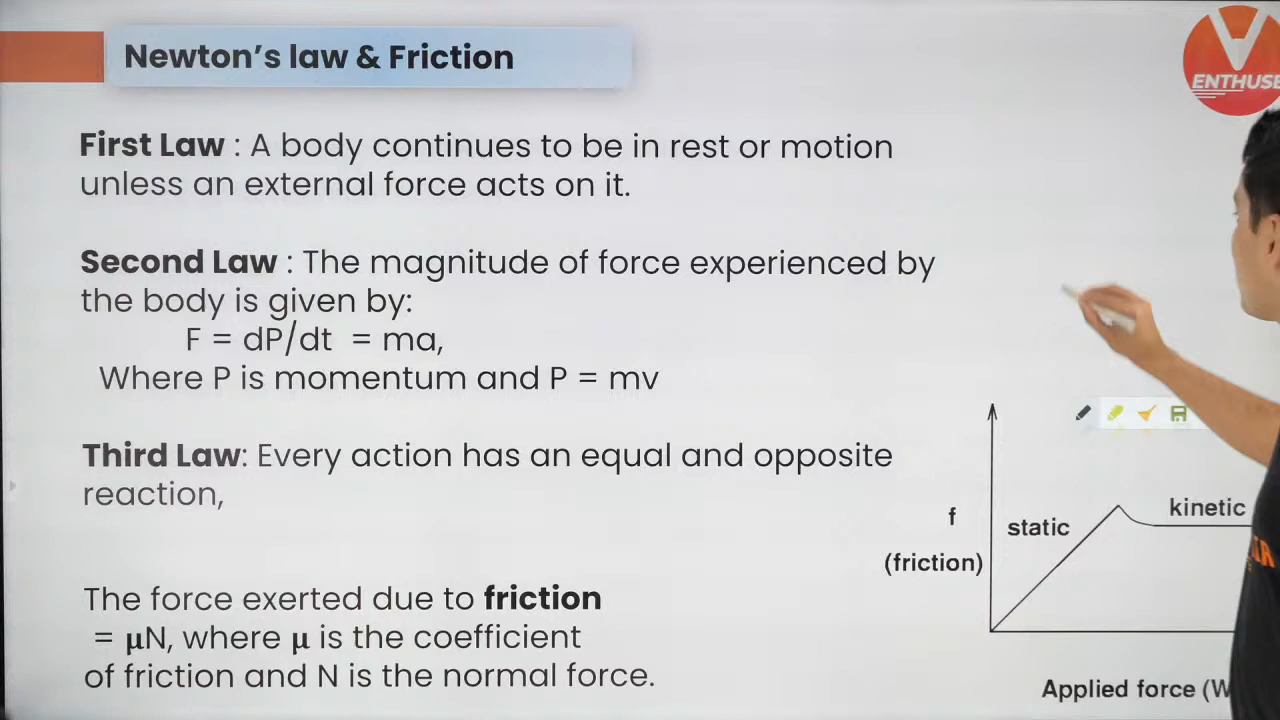 Newton's law & Friction
ENTHUSE
First Law : A body continues to be in rest or motion
unless an external force acts on it.
Second Law : The magnitude of force experienced by
the body is given by:
F = dP/dt = ma,
Where P is momentum and P = mv
Third Law: Every action has an equal and opposite
reaction,
The force exerted due to friction
= μN, where μ is the coefficient
of friction and N is the normal force.
f
(friction)
static
kinetic
Applied force (W